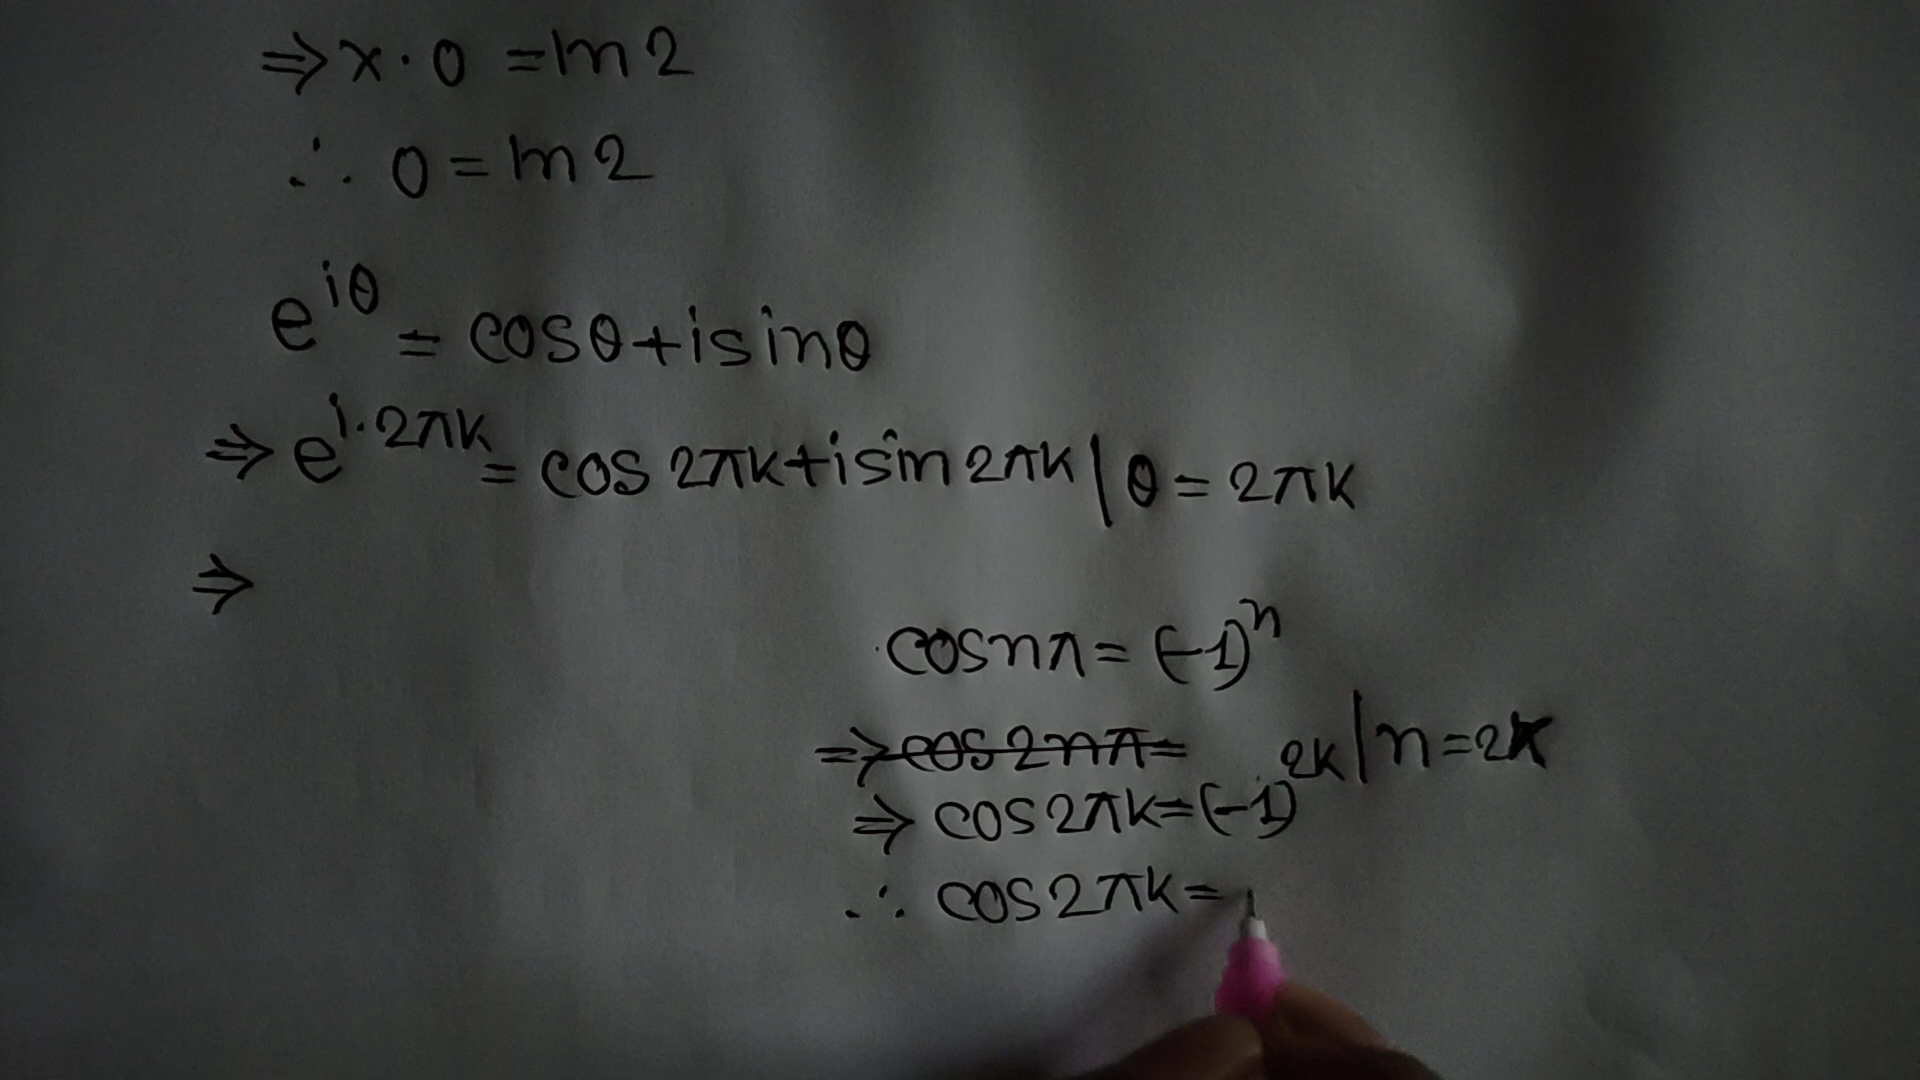 ⇒ x·0 = ln 2
∴ 0 = ln 2
e^{iθ} = cosθ + i sinθ
⇒ e^{i·2πk} = cos 2πk + i sin 2πk | θ = 2πk
⇒
cos nπ = (-1)^n
⇒ cos 2nπ =
⇒ cos 2πk = (-1)^{2k} | n = 2k
∴ cos 2πk =